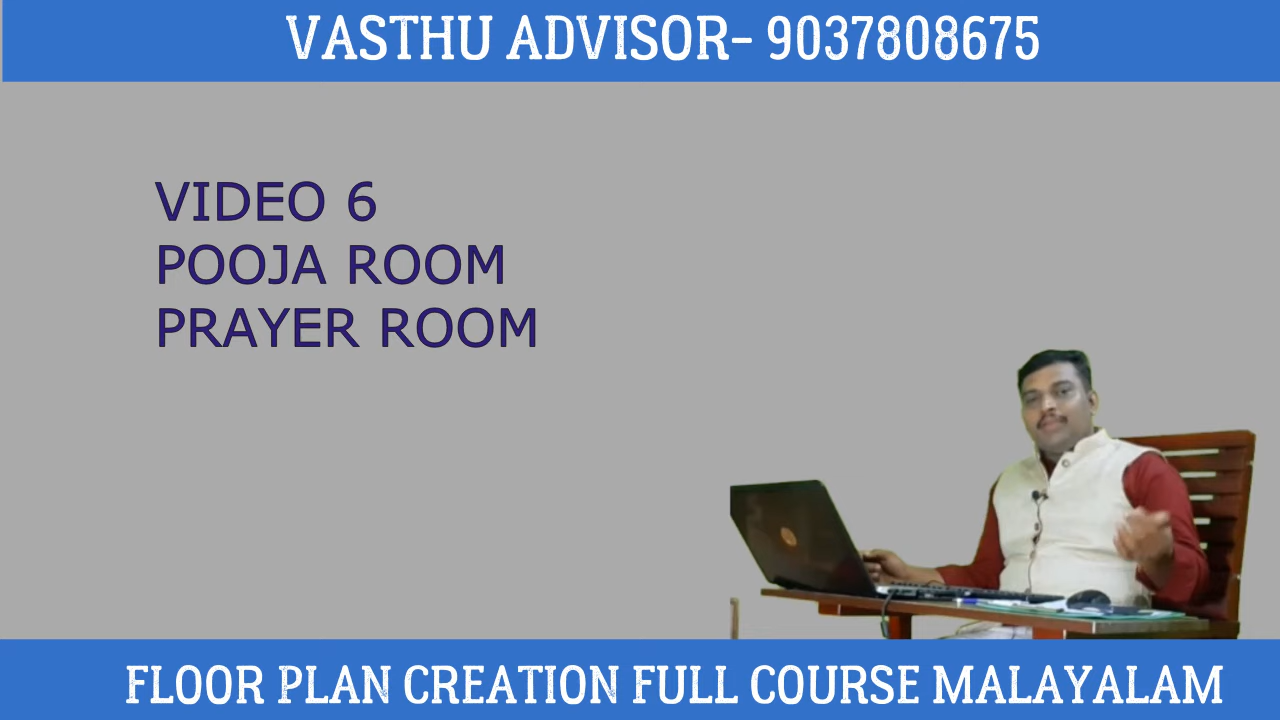 VASTHU ADVISOR- 9037808675
VIDEO 6
POOJA ROOM
PRAYER ROOM
FLOOR PLAN CREATION FULL COURSE MALAYALAM